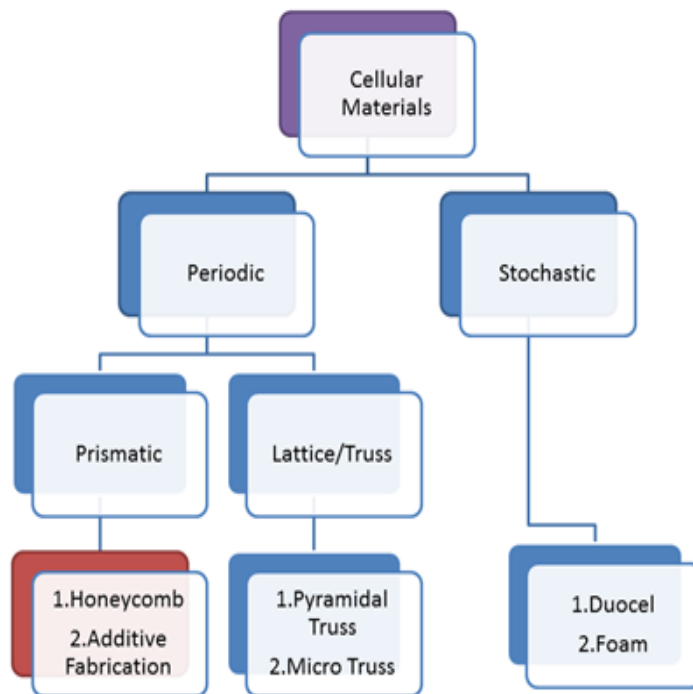 Cellular
Materials
Periodic
Stochastic
Prismatic
Lattice/Truss
1.Honeycomb
2.Additive
Fabrication
1.Pyramidal
Truss
2.Micro Truss
1.Duocel
2.Foam